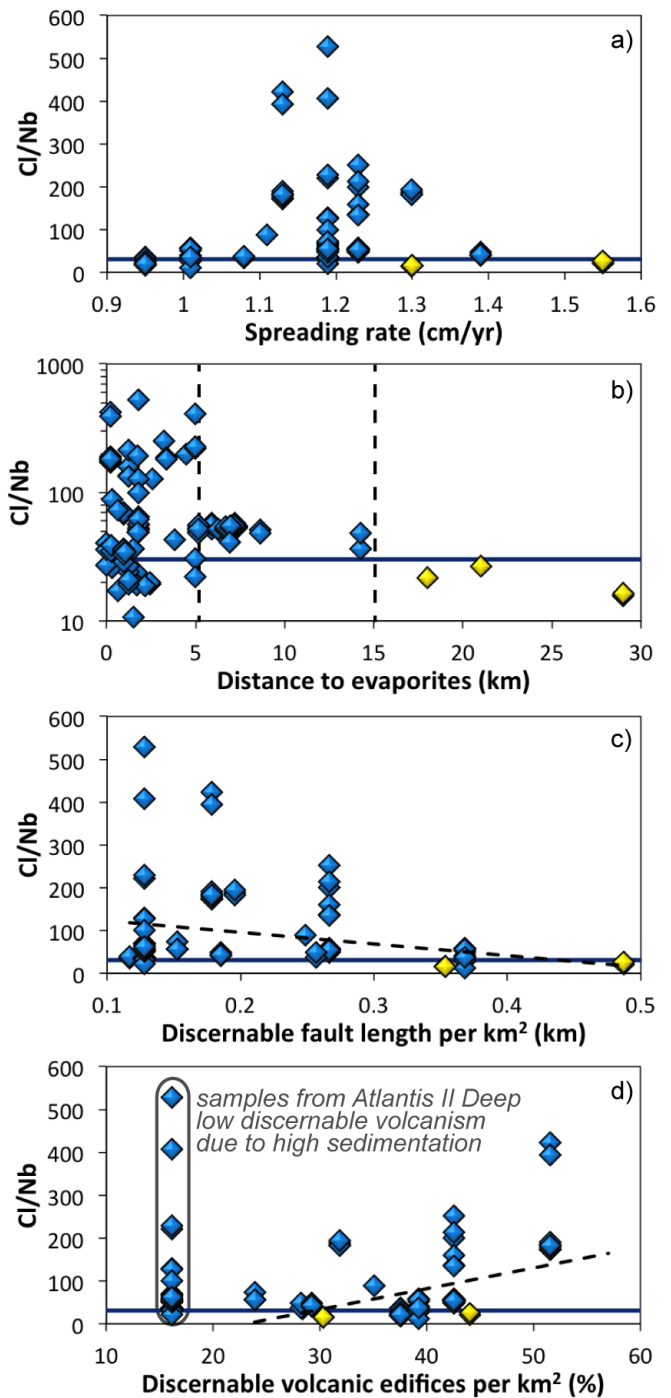 600
500
400
300
200
100
0
Cl/Nb
a)
0.9 1 1.1 1.2 1.3 1.4 1.5 1.6
Spreading rate (cm/yr)
1000
100
10
Cl/Nb
b)
0 5 10 15 20 25 30
Distance to evaporites (km)
600
500
400
300
200
100
0
Cl/Nb
c)
0.1 0.2 0.3 0.4 0.5
Discernable fault length per km² (km)
600
500
400
300
200
100
0
Cl/Nb
d)
samples from Atlantis II Deep
low discernable volcanism
due to high sedimentation
10 20 30 40 50 60
Discernable volcanic edifices per km² (%)